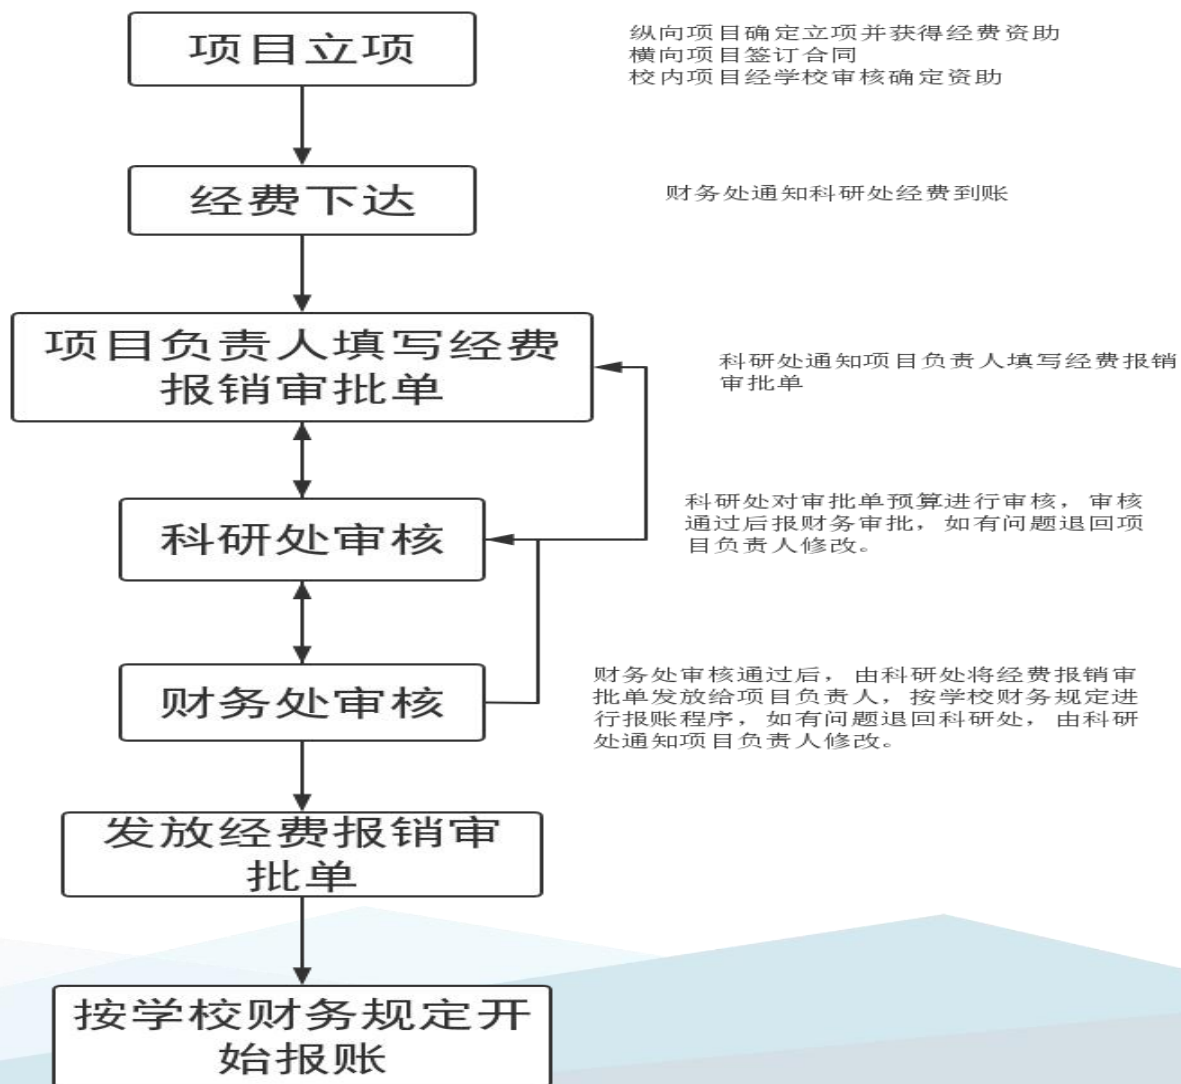 项目立项
纵向项目确定立项并获得经费资助
横向项目签订合同
校内项目经学校审核确定资助
经费下达
财务处通知科研处经费到账
项目负责人填写经费
报销审批单
科研处通知项目负责人填写经费报销
审批单
科研处审核
科研处对审批单预算进行审核，审核
通过后报财务审批，如有问题退回项
目负责人修改。
财务处审核
财务处审核通过后，由科研处将经费报销审
批单发放给项目负责人，按学校财务规定进
行报账程序，如有问题退回科研处，由科研
处通知项目负责人修改。
发放经费报销审
批单
按学校财务规定开
始报账